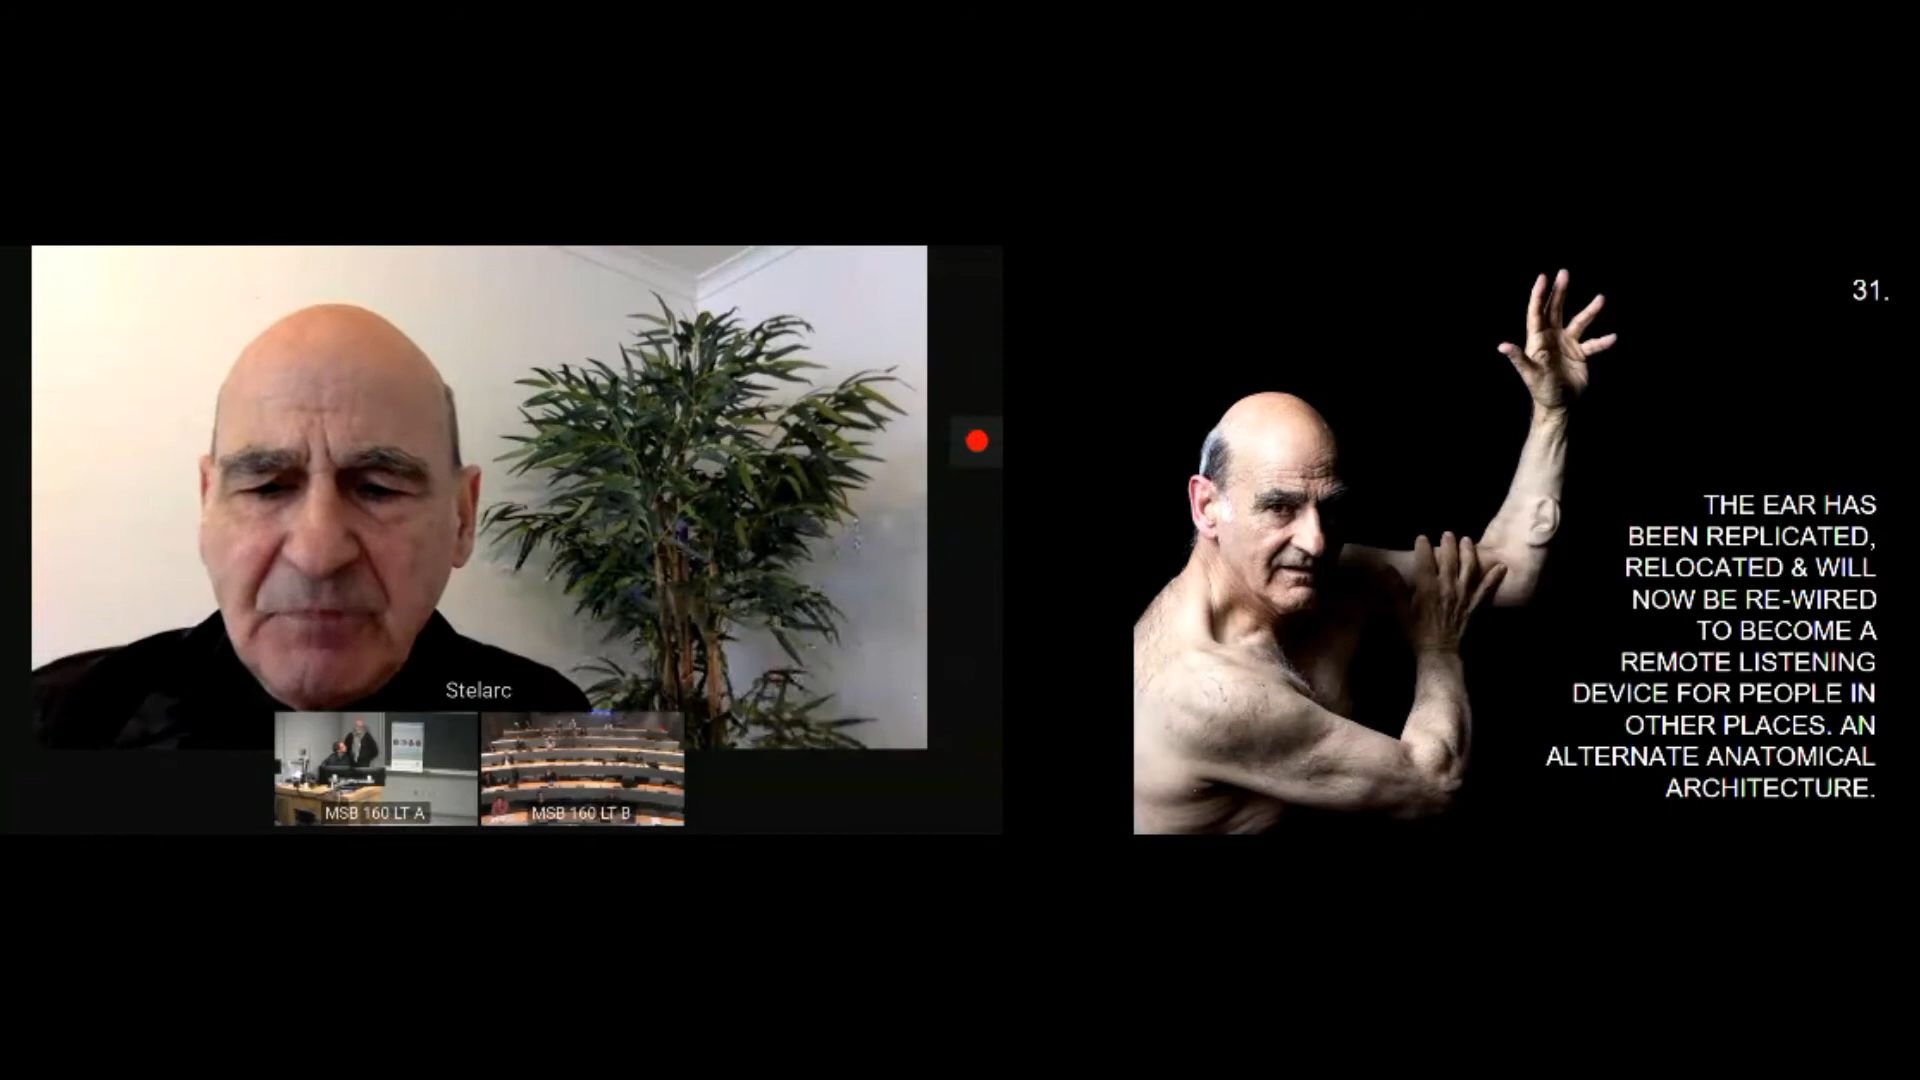 Stelarc
MSB 160 LT A
MSB 160 LT B
31.
THE EAR HAS
BEEN REPLICATED,
RELOCATED & WILL
NOW BE RE-WIRED
TO BECOME A
REMOTE LISTENING
DEVICE FOR PEOPLE IN
OTHER PLACES. AN
ALTERNATE ANATOMICAL
ARCHITECTURE.